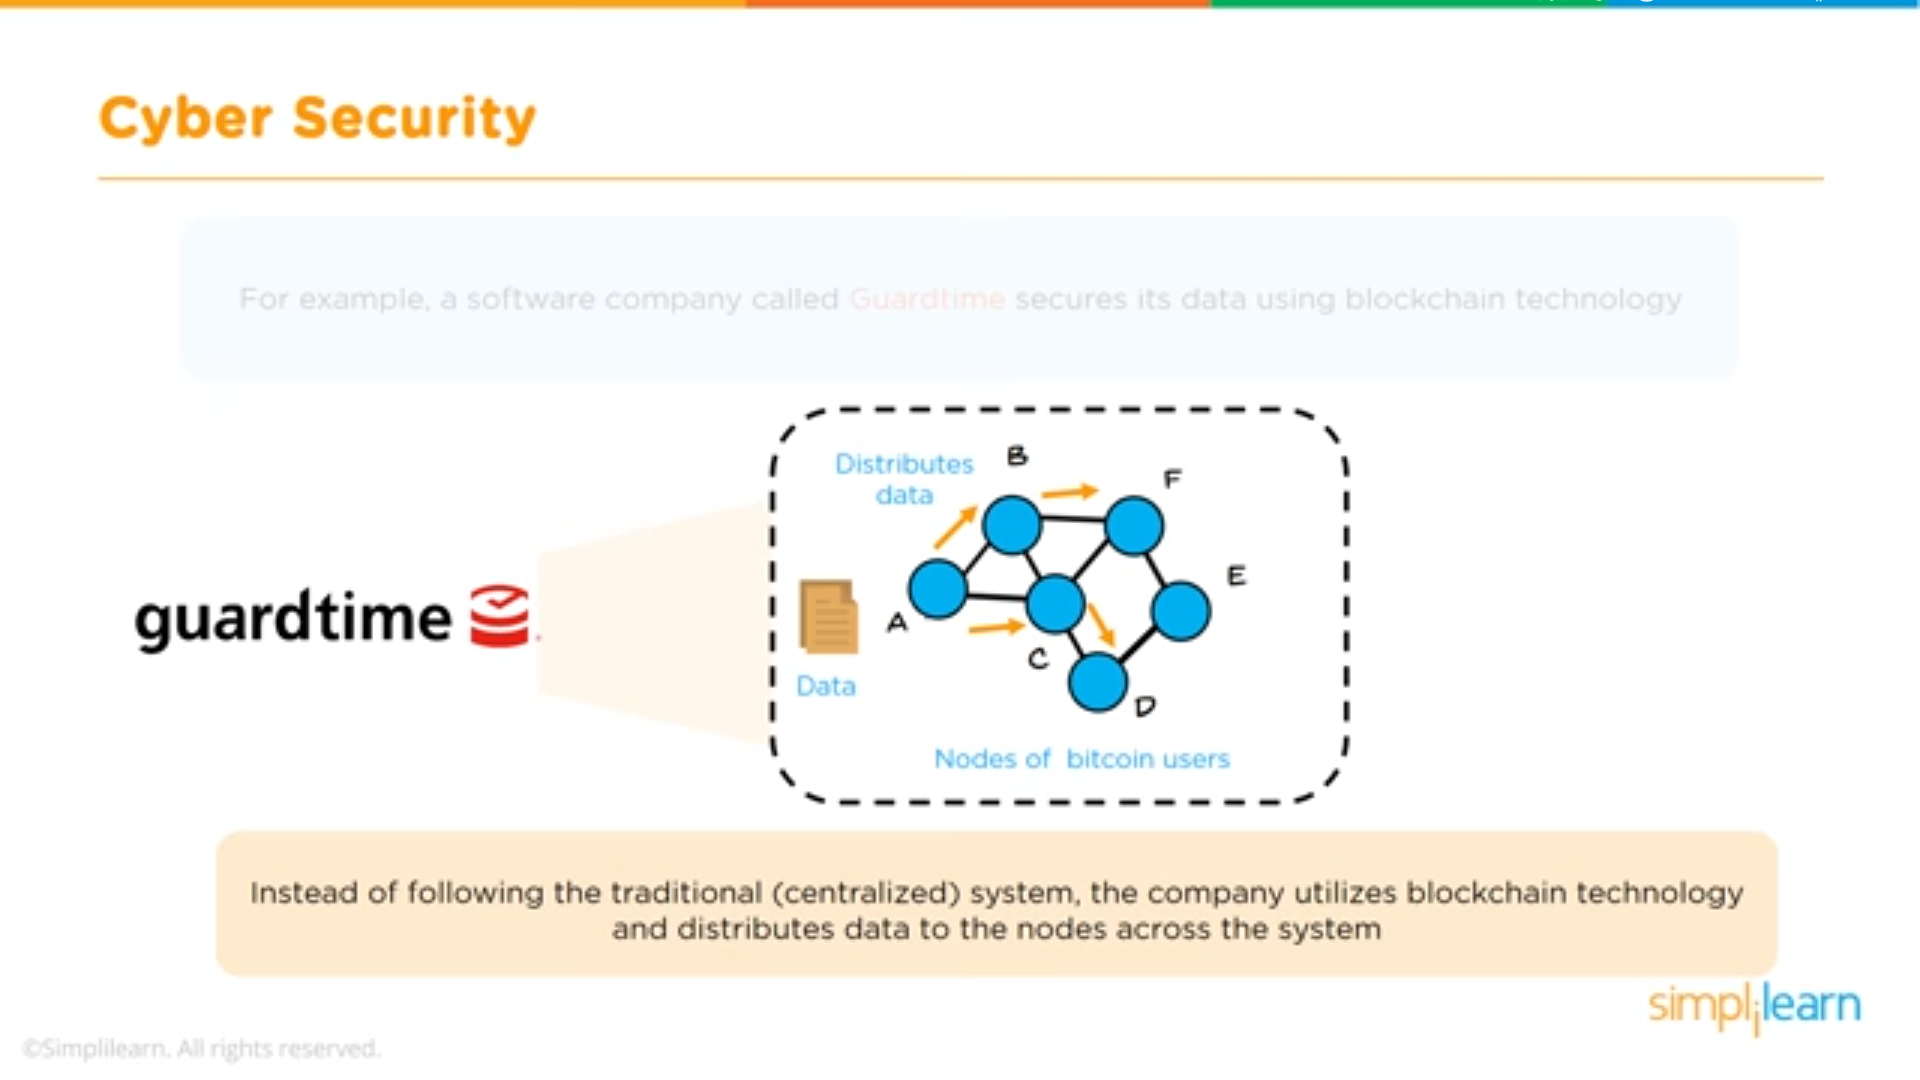 Cyber Security
For example, a software company called Guardtime secures its data using blockchain technology
Distributes
data
B
F
E
A
C
D
Data
Nodes of bitcoin users
guardtime
Instead of following the traditional (centralized) system, the company utilizes blockchain technology
and distributes data to the nodes across the system
simplilearn
©Simplilearn. All rights reserved.